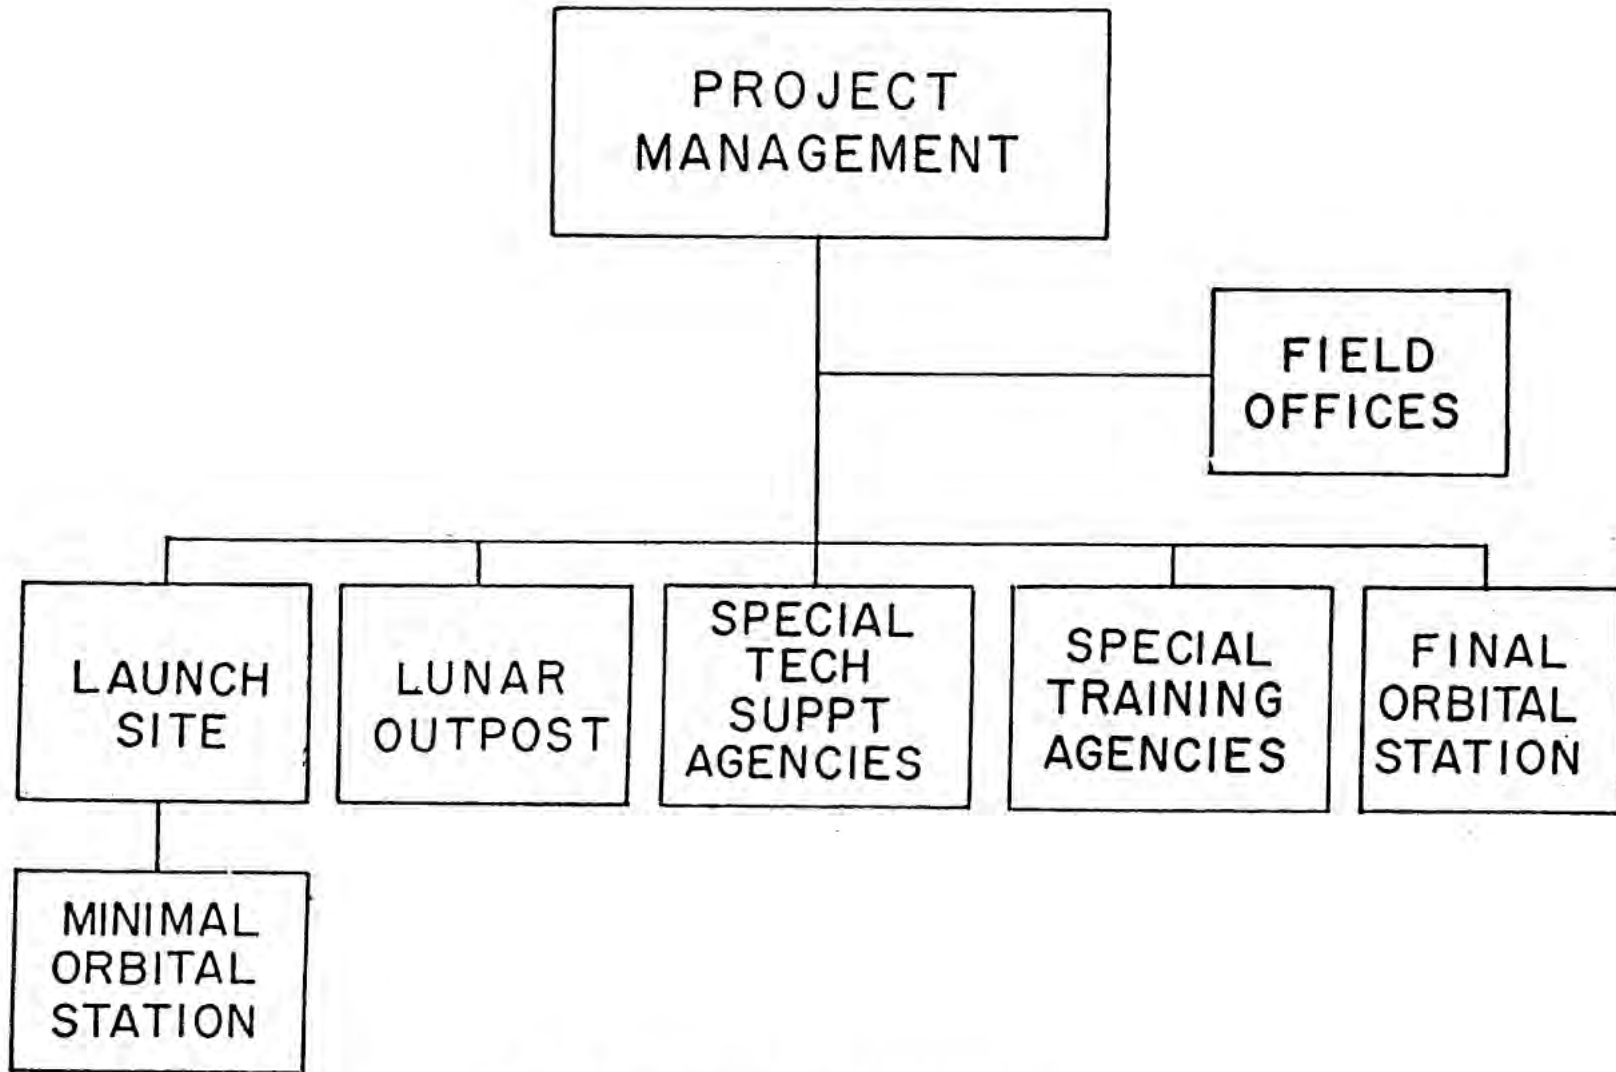 PROJECT
MANAGEMENT
FIELD
OFFICES
LAUNCH
SITE
LUNAR
OUTPOST
SPECIAL
TECH
SUPPT
AGENCIES
SPECIAL
TRAINING
AGENCIES
FINAL
ORBITAL
STATION
MINIMAL
ORBITAL
STATION